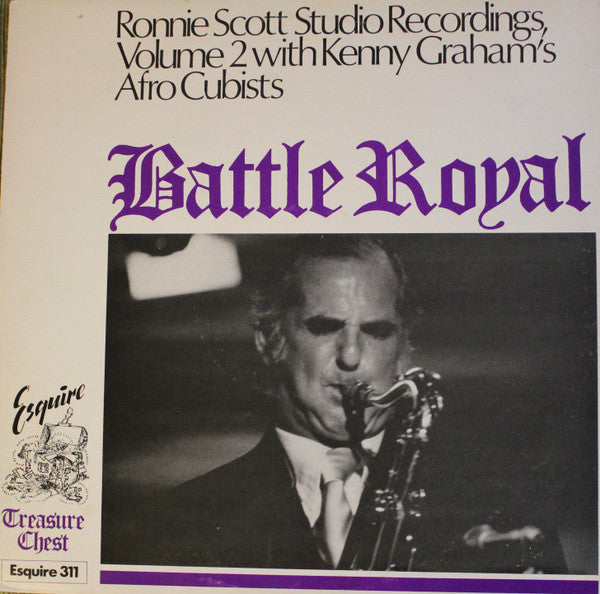 Ronnie Scott Studio Recordings,
Volume 2 with Kenny Graham's
Afro Cubists
Battle Royal
Esquire
Treasure
Chest
Esquire 311